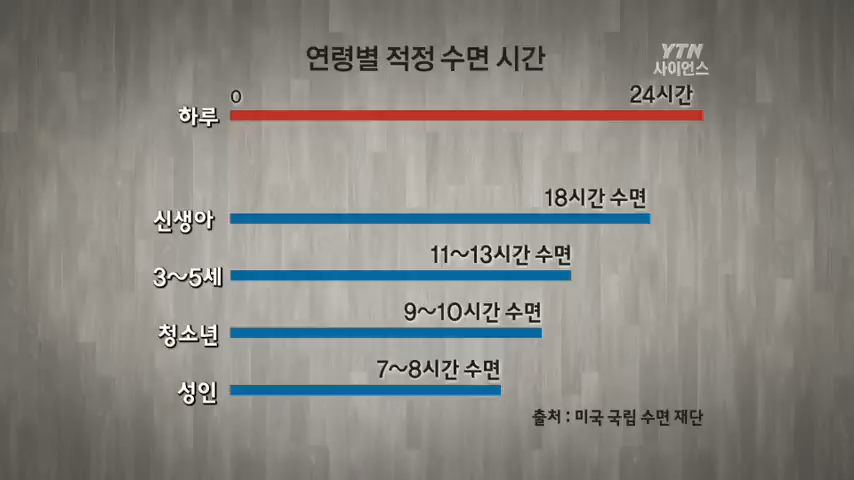 연령별 적정 수면 시간
YTN
사이언스
0
24시간
하루
18시간 수면
신생아
11~13시간 수면
3~5세
9~10시간 수면
청소년
7~8시간 수면
성인
출처 : 미국 국립 수면 재단